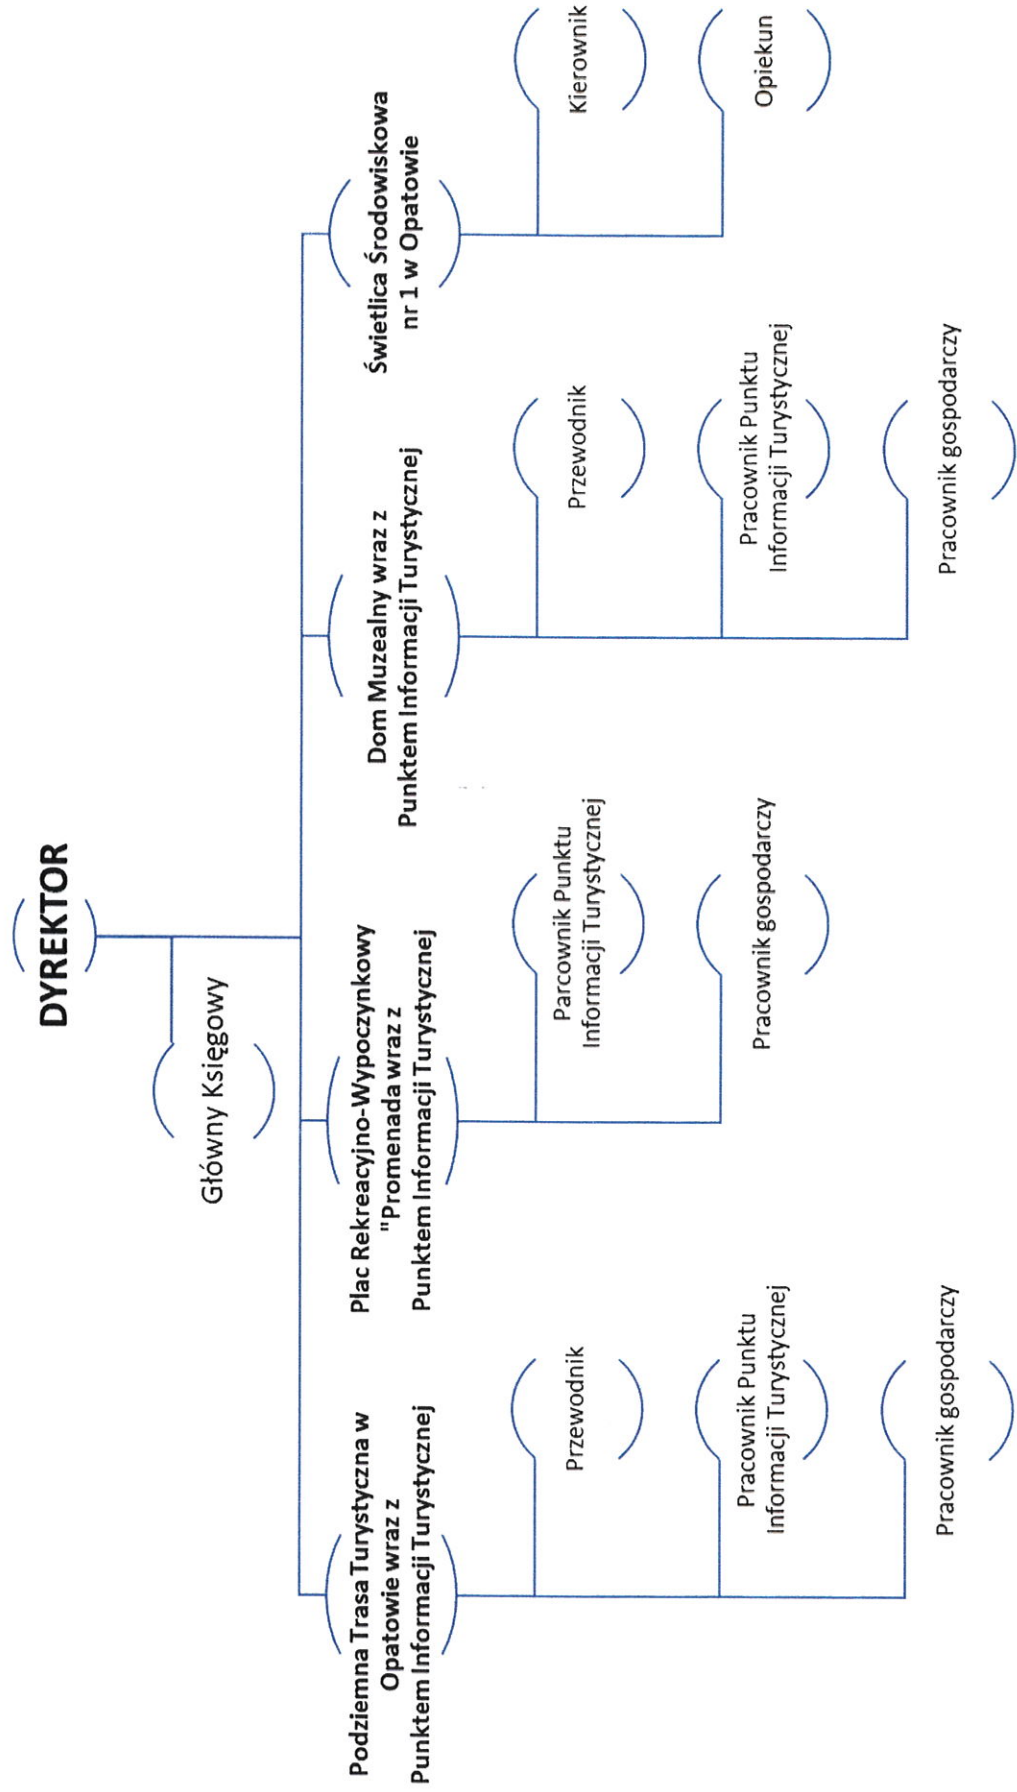 DYREKTOR
Główny Księgowy
Podziemna Trasa Turystyczna w
Opatowie wraz z
Punktem Informacji Turystycznej
Przewodnik
Pracownik Punktu
Informacji Turystycznej
Pracownik gospodarczy
Plac Rekreacyjno-Wypoczynkowy
"Promenada wraz z
Punktem Informacji Turystycznej
Parcownik Punktu
Informacji Turystycznej
Pracownik gospodarczy
Dom Muzealny wraz z
Punktem Informacji Turystycznej
Przewodnik
Pracownik Punktu
Informacji Turystycznej
Pracownik gospodarczy
Świetlica Środowiskowa
nr 1 w Opatowie
Kierownik
Opiekun